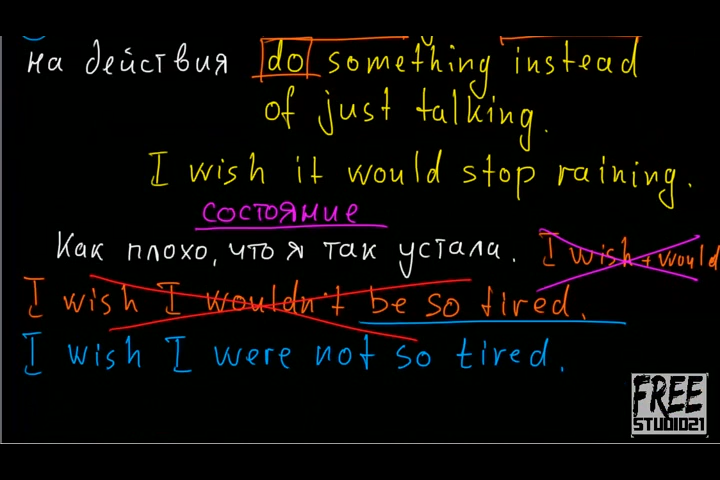 на действия do something instead
of just talking.
I wish it would stop raining.
состояние
Как плохо, что я так устала. I wish + would
I wish I wouldn't be so tired.
I wish I were not so tired.
FREE
STUDIO21